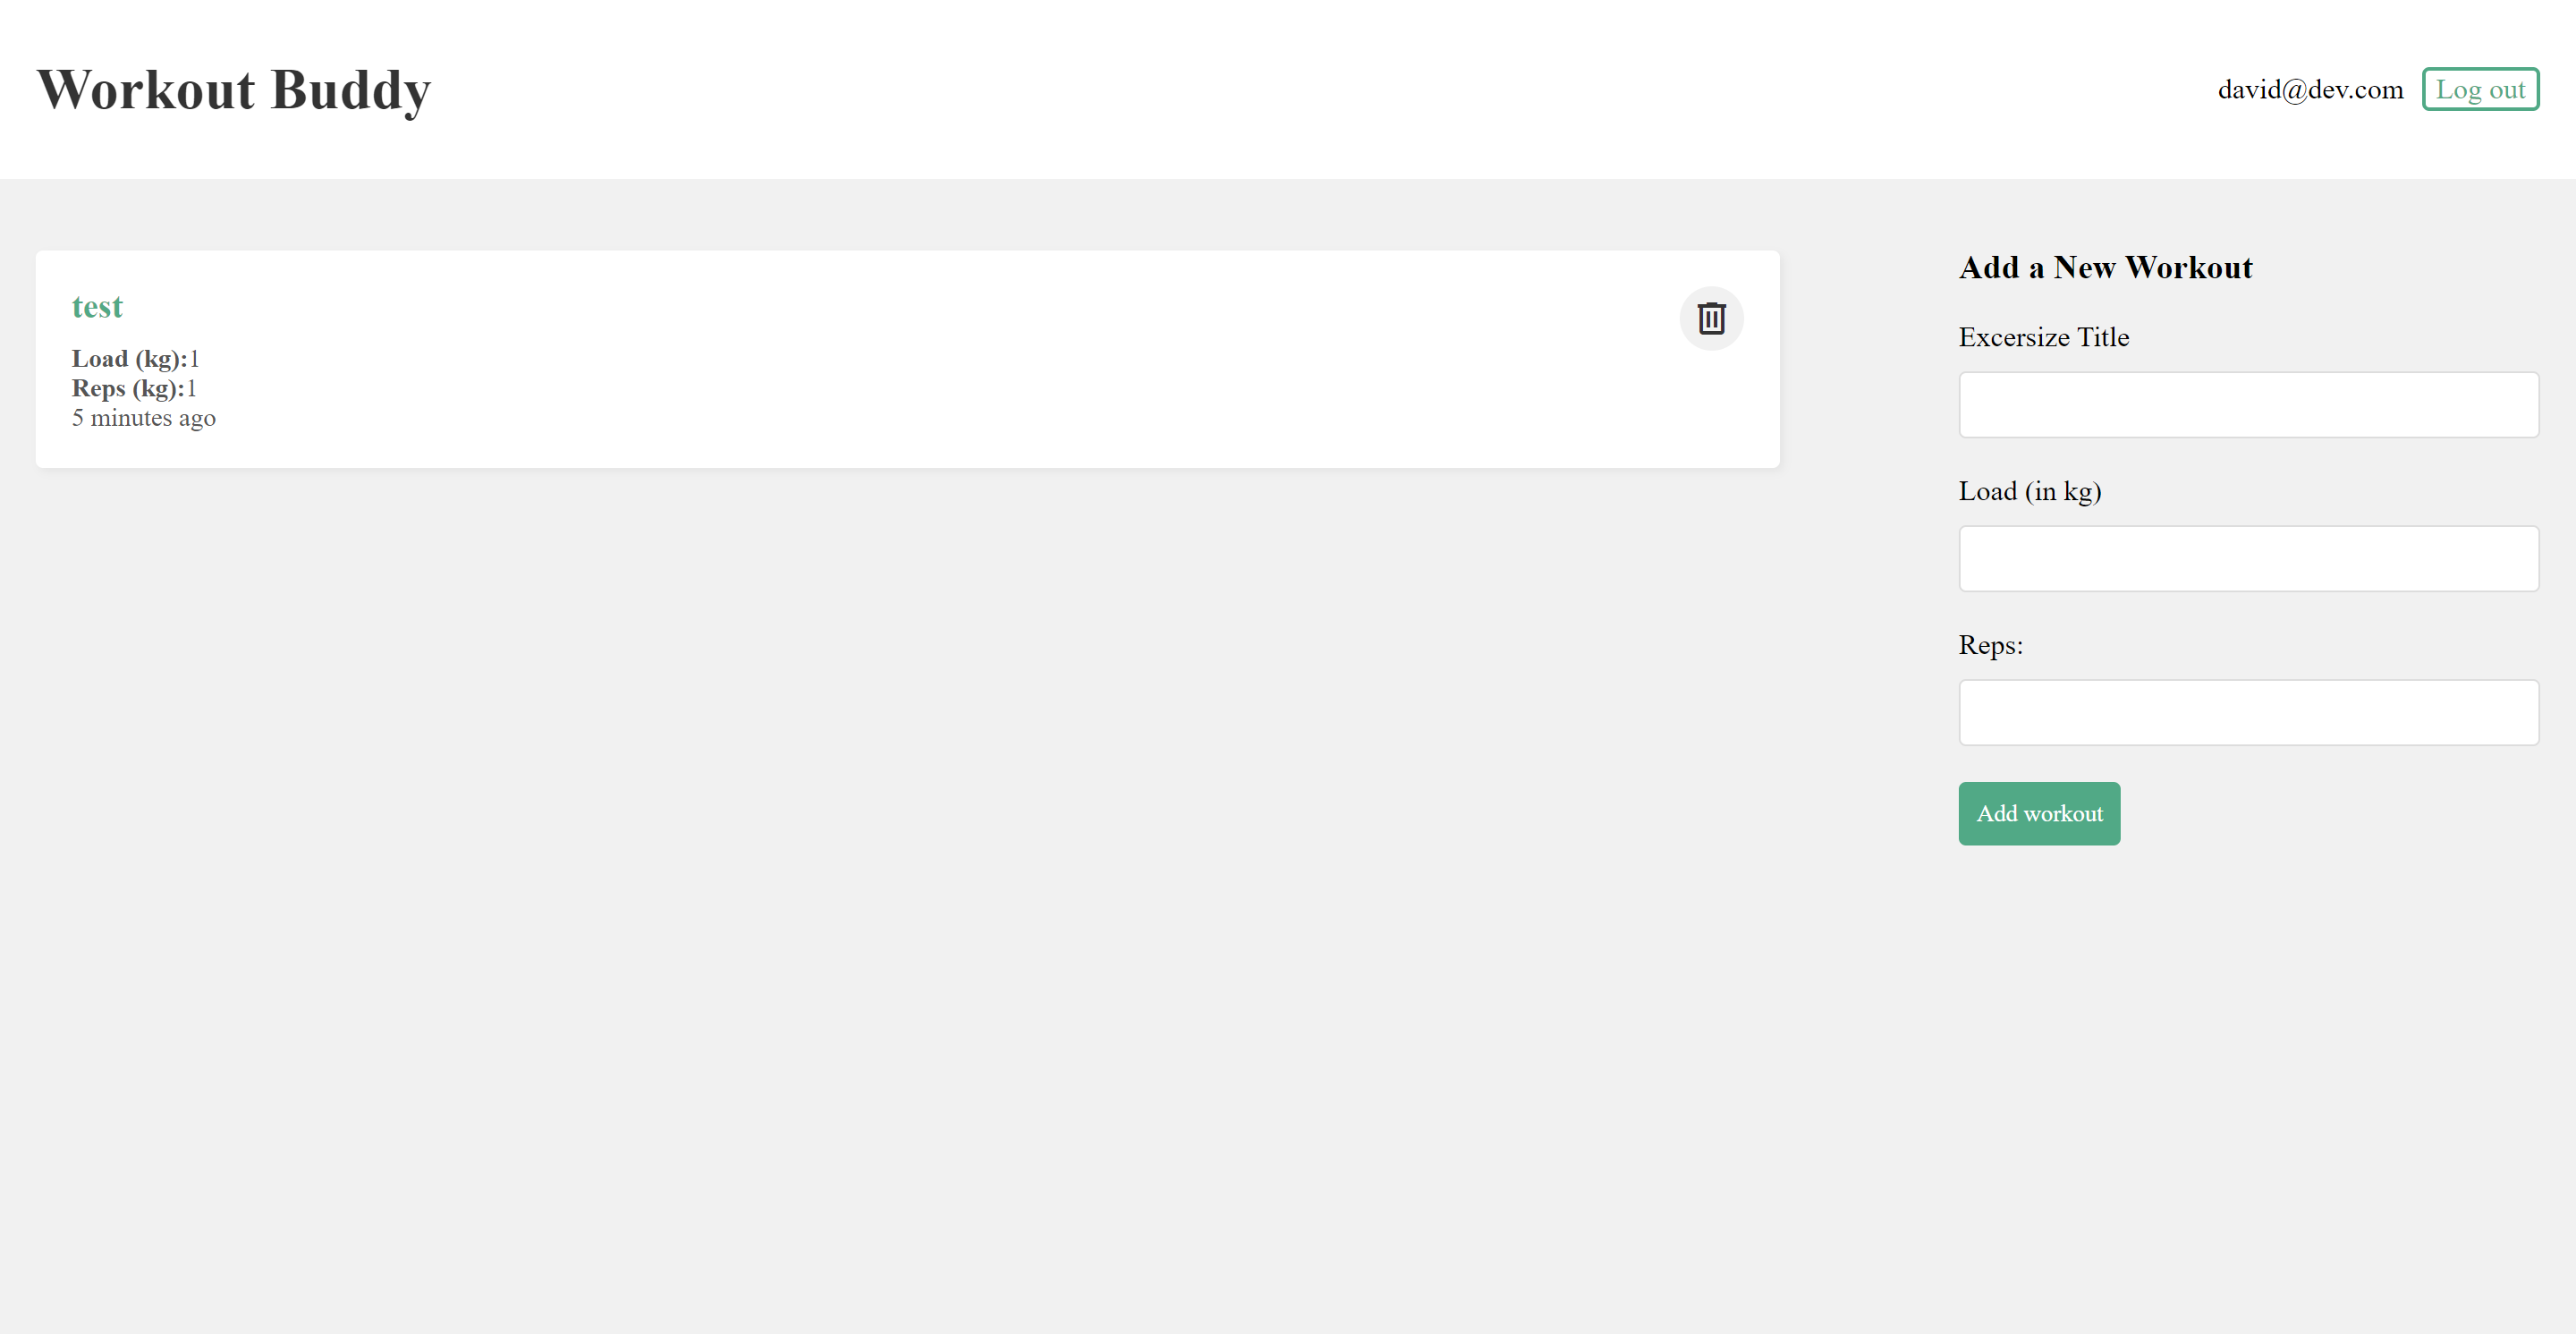 Workout Buddy
david@dev.com Log out
test
Load (kg):1
Reps (kg):1
5 minutes ago
Add a New Workout
Excersize Title
Load (in kg)
Reps:
Add workout